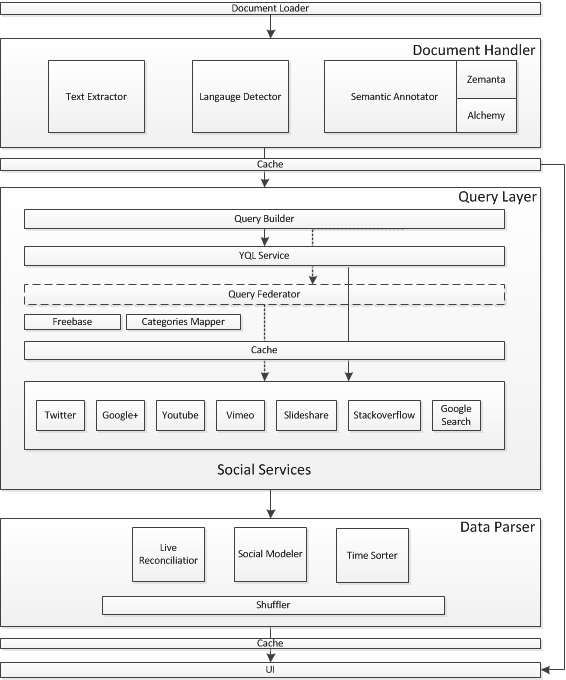 Document Loader
Document Handler
Text Extractor
Langauge Detector
Semantic Annotator
Zemanta
Alchemy
Cache
Query Layer
Query Builder
YQL Service
Query Federator
Freebase
Categories Mapper
Cache
Twitter
Google+
Youtube
Vimeo
Slideshare
Stackoverflow
Google
Search
Social Services
Data Parser
Live
Reconciliatior
Social Modeler
Time Sorter
Shuffler
Cache
UI